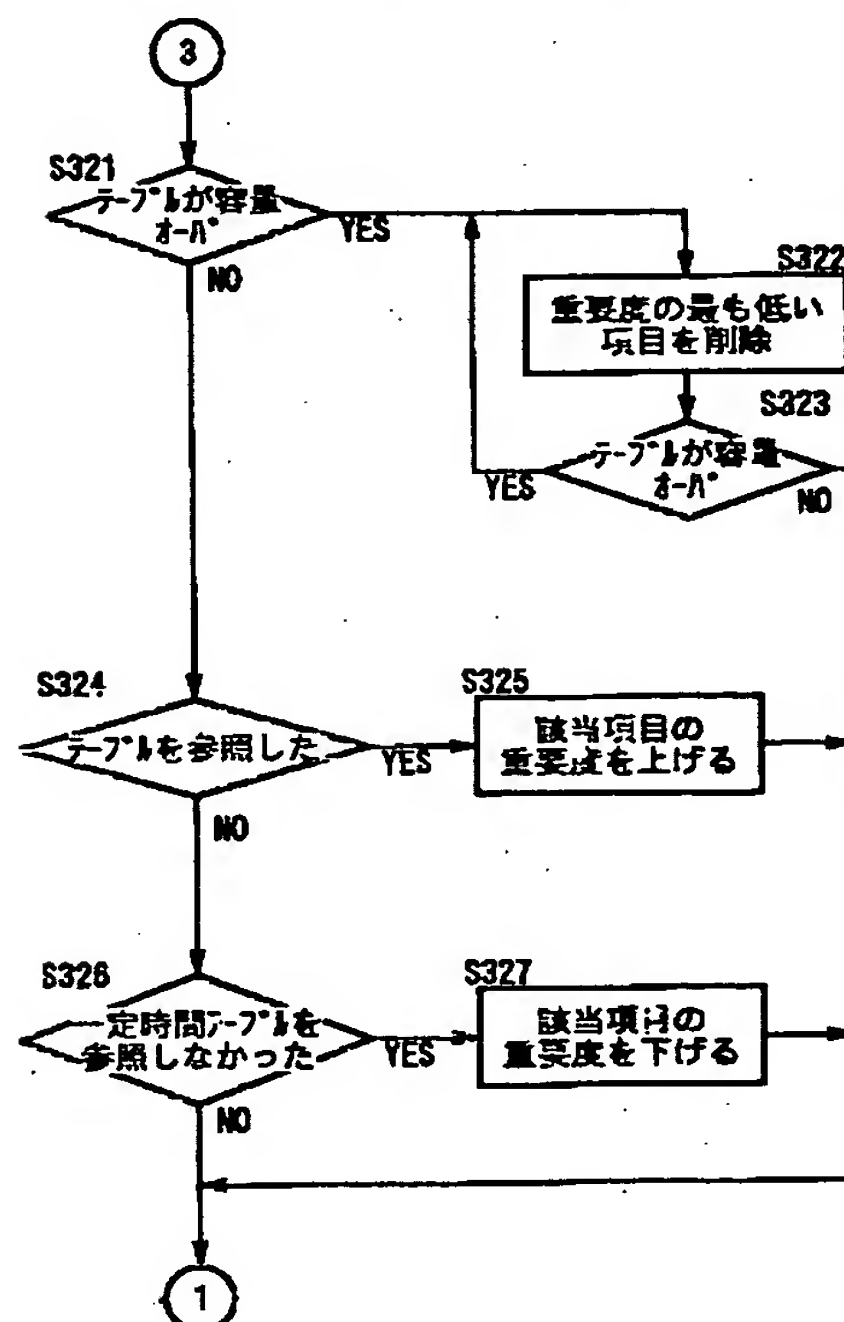 3
S321
テーブルが容量
オーバ
YES
NO
S322
重要度の最も低い
項目を削除
S323
テーブルが容量
オーバ
YES
NO
S324
テーブルを参照した
YES
NO
S325
該当項目の
重要度を上げる
S326
一定時間テーブルを
参照しなかった
YES
NO
S327
該当項目の
重要度を下げる
1